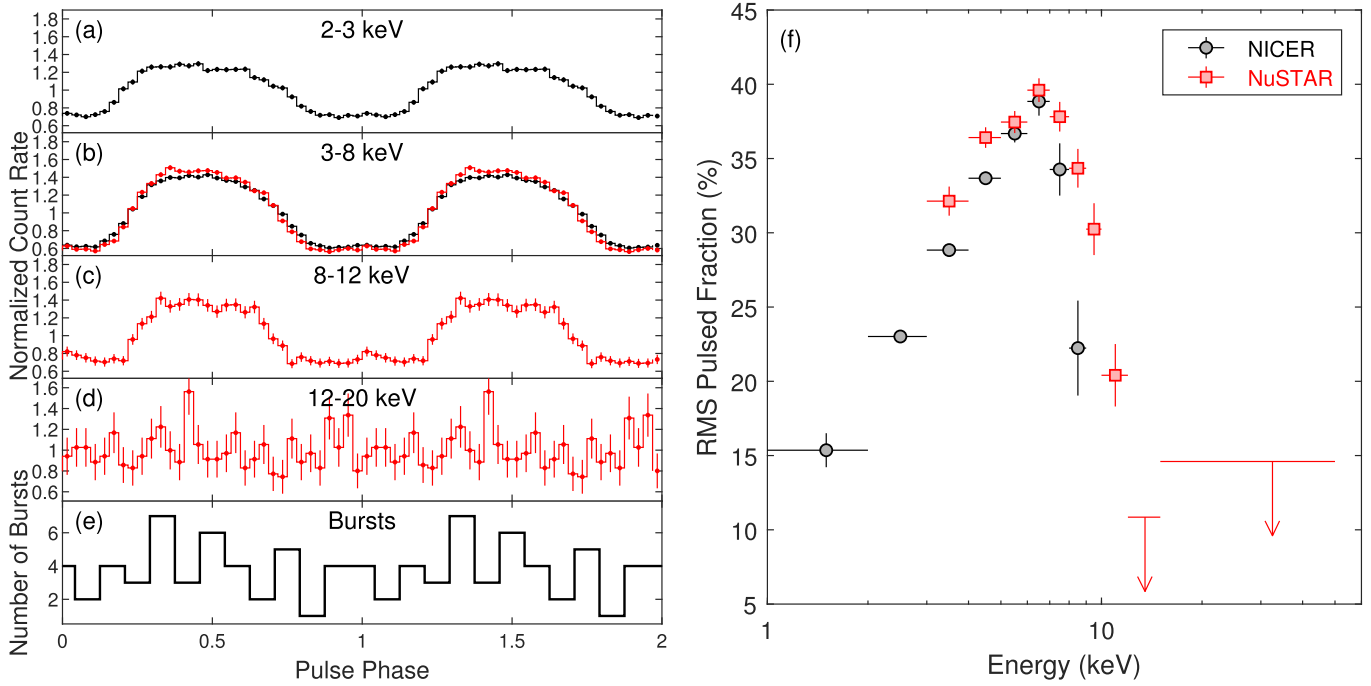 (a)
2-3 keV
1.8
1.6
1.4
1.2
1
0.8
0.6
(b)
3-8 keV
1.8
1.6
1.4
1.2
1
0.8
0.6
Normalized Count Rate
(c)
8-12 keV
1.8
1.6
1.4
1.2
1
0.8
0.6
(d)
12-20 keV
1.6
1.4
1.2
1
0.8
0.6
(e)
Bursts
6
4
2
Number of Bursts
0
0.5
1
1.5
2
Pulse Phase
(f)
NICER
NuSTAR
45
40
35
30
25
20
15
10
5
RMS Pulsed Fraction (%)
1
10
Energy (keV)